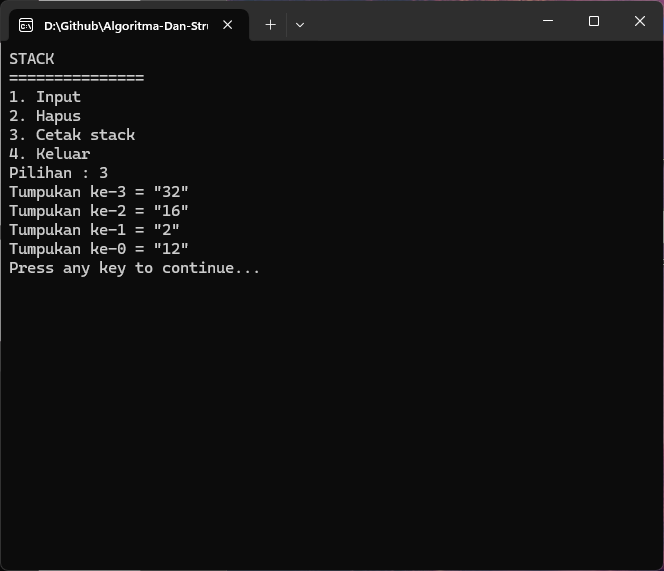 D:\Github\Algoritma-Dan-Stru
STACK
===============
1. Input
2. Hapus
3. Cetak stack
4. Keluar
Pilihan : 3
Tumpukan ke-3 = "32"
Tumpukan ke-2 = "16"
Tumpukan ke-1 = "2"
Tumpukan ke-0 = "12"
Press any key to continue...